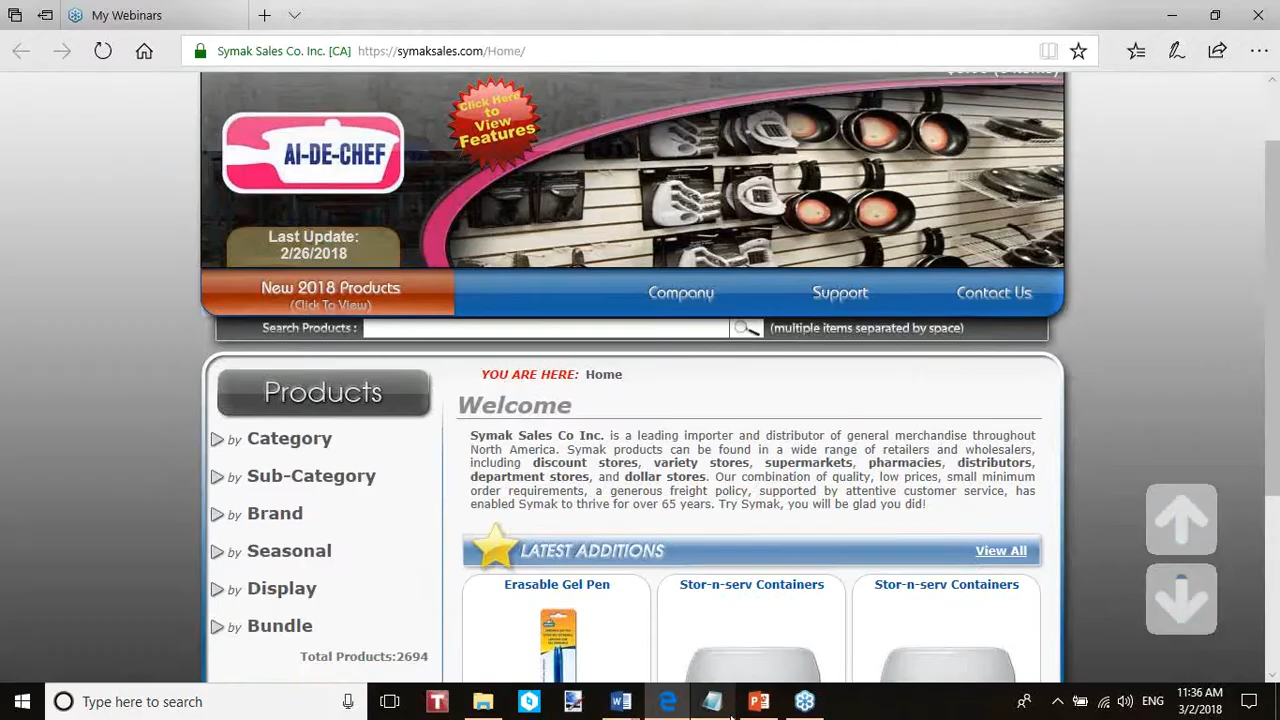 My Webinars
Symak Sales Co. Inc. [CA] https://symaksales.com/Home/
Click Here
to
View
Features
AI-DE-CHEF
Last Update:
2/26/2018
New 2018 Products
(Click To View)
Company
Support
Contact Us
Search Products :
(multiple items separated by space)
Products
by Category
by Sub-Category
by Brand
by Seasonal
by Display
by Bundle
Total Products:2694
YOU ARE HERE: Home
Welcome
Symak Sales Co Inc. is a leading importer and distributor of general merchandise throughout
North America. Symak products can be found in a wide range of retailers and wholesalers,
including discount stores, variety stores, supermarkets, pharmacies, distributors,
department stores, and dollar stores. Our combination of quality, low prices, small minimum
order requirements, a generous freight policy, supported by attentive customer service, has
enabled Symak to thrive for over 65 years. Try Symak, you will be glad you did!
LATEST ADDITIONS
View All
Erasable Gel Pen
Stor-n-serv Containers
Stor-n-serv Containers
Type here to search
ENG
11:36 AM
3/2/2018